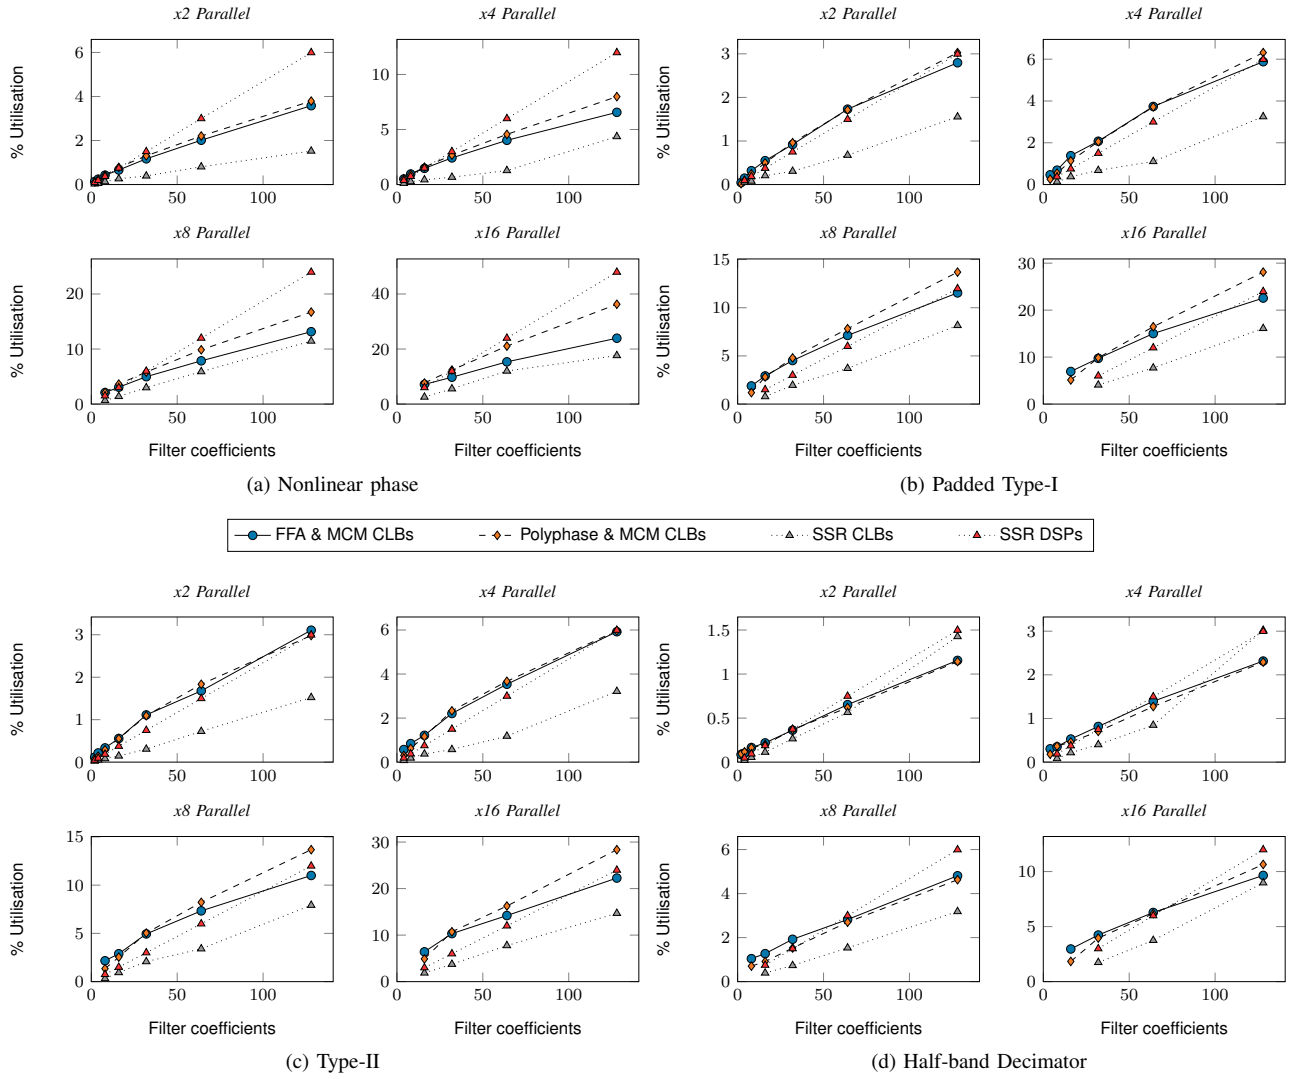 x2 Parallel
x4 Parallel
x2 Parallel
x4 Parallel
% Utilisation
6
4
2
0
0
50
100
10
5
0
0
50
100
% Utilisation
3
2
1
0
0
50
100
6
4
2
0
0
50
100
x8 Parallel
x16 Parallel
x8 Parallel
x16 Parallel
% Utilisation
20
10
0
0
50
100
40
20
0
0
50
100
% Utilisation
15
10
5
0
0
50
100
30
20
10
0
0
50
100
Filter coefficients
Filter coefficients
Filter coefficients
Filter coefficients
(a) Nonlinear phase
(b) Padded Type-I
FFA & MCM CLBs
Polyphase & MCM CLBs
SSR CLBs
SSR DSPs
x2 Parallel
x4 Parallel
x2 Parallel
x4 Parallel
% Utilisation
3
2
1
0
0
50
100
6
4
2
0
0
50
100
% Utilisation
1.5
1
0.5
0
0
50
100
3
2
1
0
0
50
100
x8 Parallel
x16 Parallel
x8 Parallel
x16 Parallel
% Utilisation
15
10
5
0
0
50
100
30
20
10
0
0
50
100
% Utilisation
6
4
2
0
0
50
100
10
5
0
0
50
100
Filter coefficients
Filter coefficients
Filter coefficients
Filter coefficients
(c) Type-II
(d) Half-band Decimator